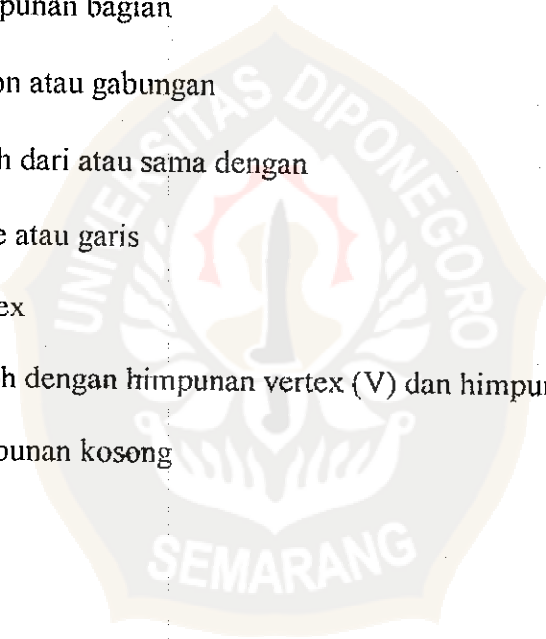 punan bagian
on atau gabungan
h dari atau sama dengan
e atau garis
ex
h dengan himpunan vertex (V) dan himpun
punan kosong
UNIVERSITAS DIPONEGORO
SEMARANG